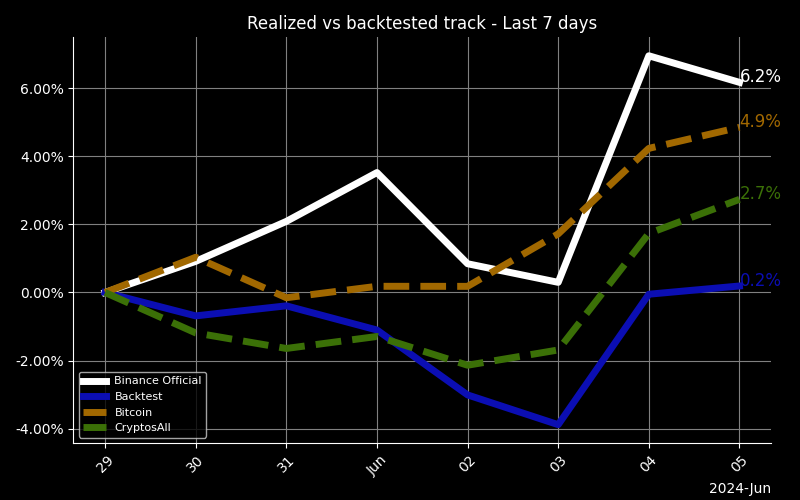 Realized vs backtested track - Last 7 days
6.00%
4.00%
2.00%
0.00%
-2.00%
-4.00%
6.2%
4.9%
2.7%
0.2%
Binance Official
Backtest
Bitcoin
CryptosAll
29
30
31
Jun
02
03
04
05
2024-Jun